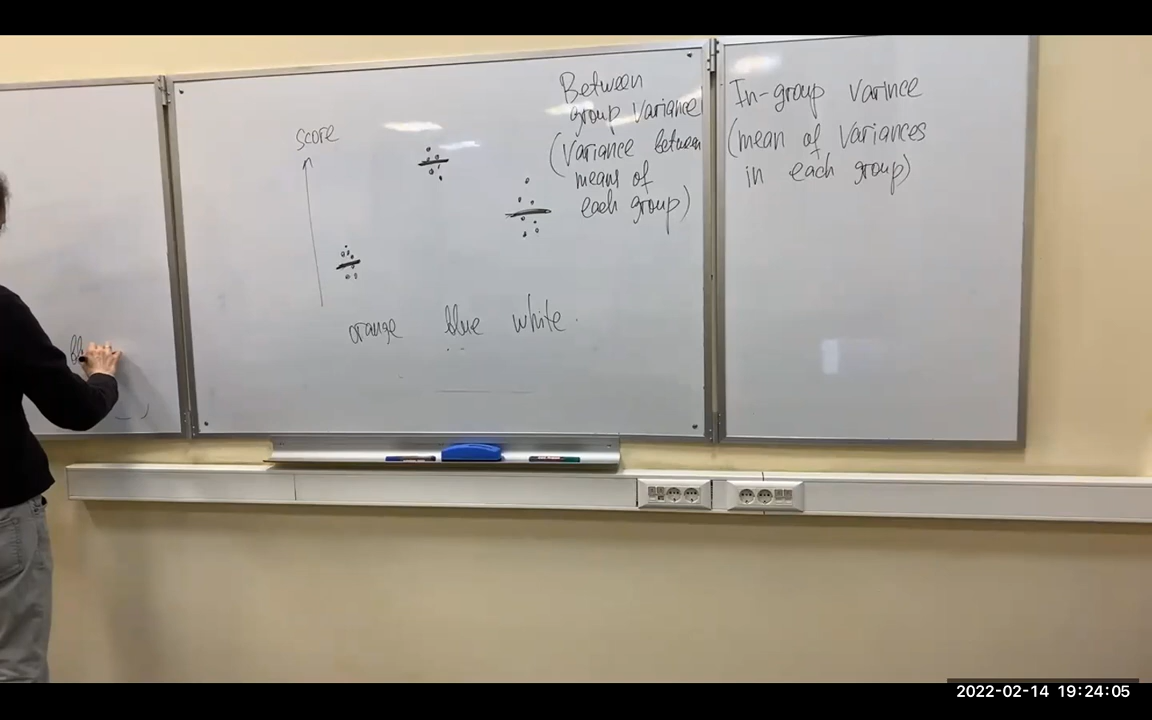 score
orange blue white.
Between
group Variance
(Variance between
means of
each group)
In-group Varince
(mean of Variances
in each group)
2022-02-14 19:24:05